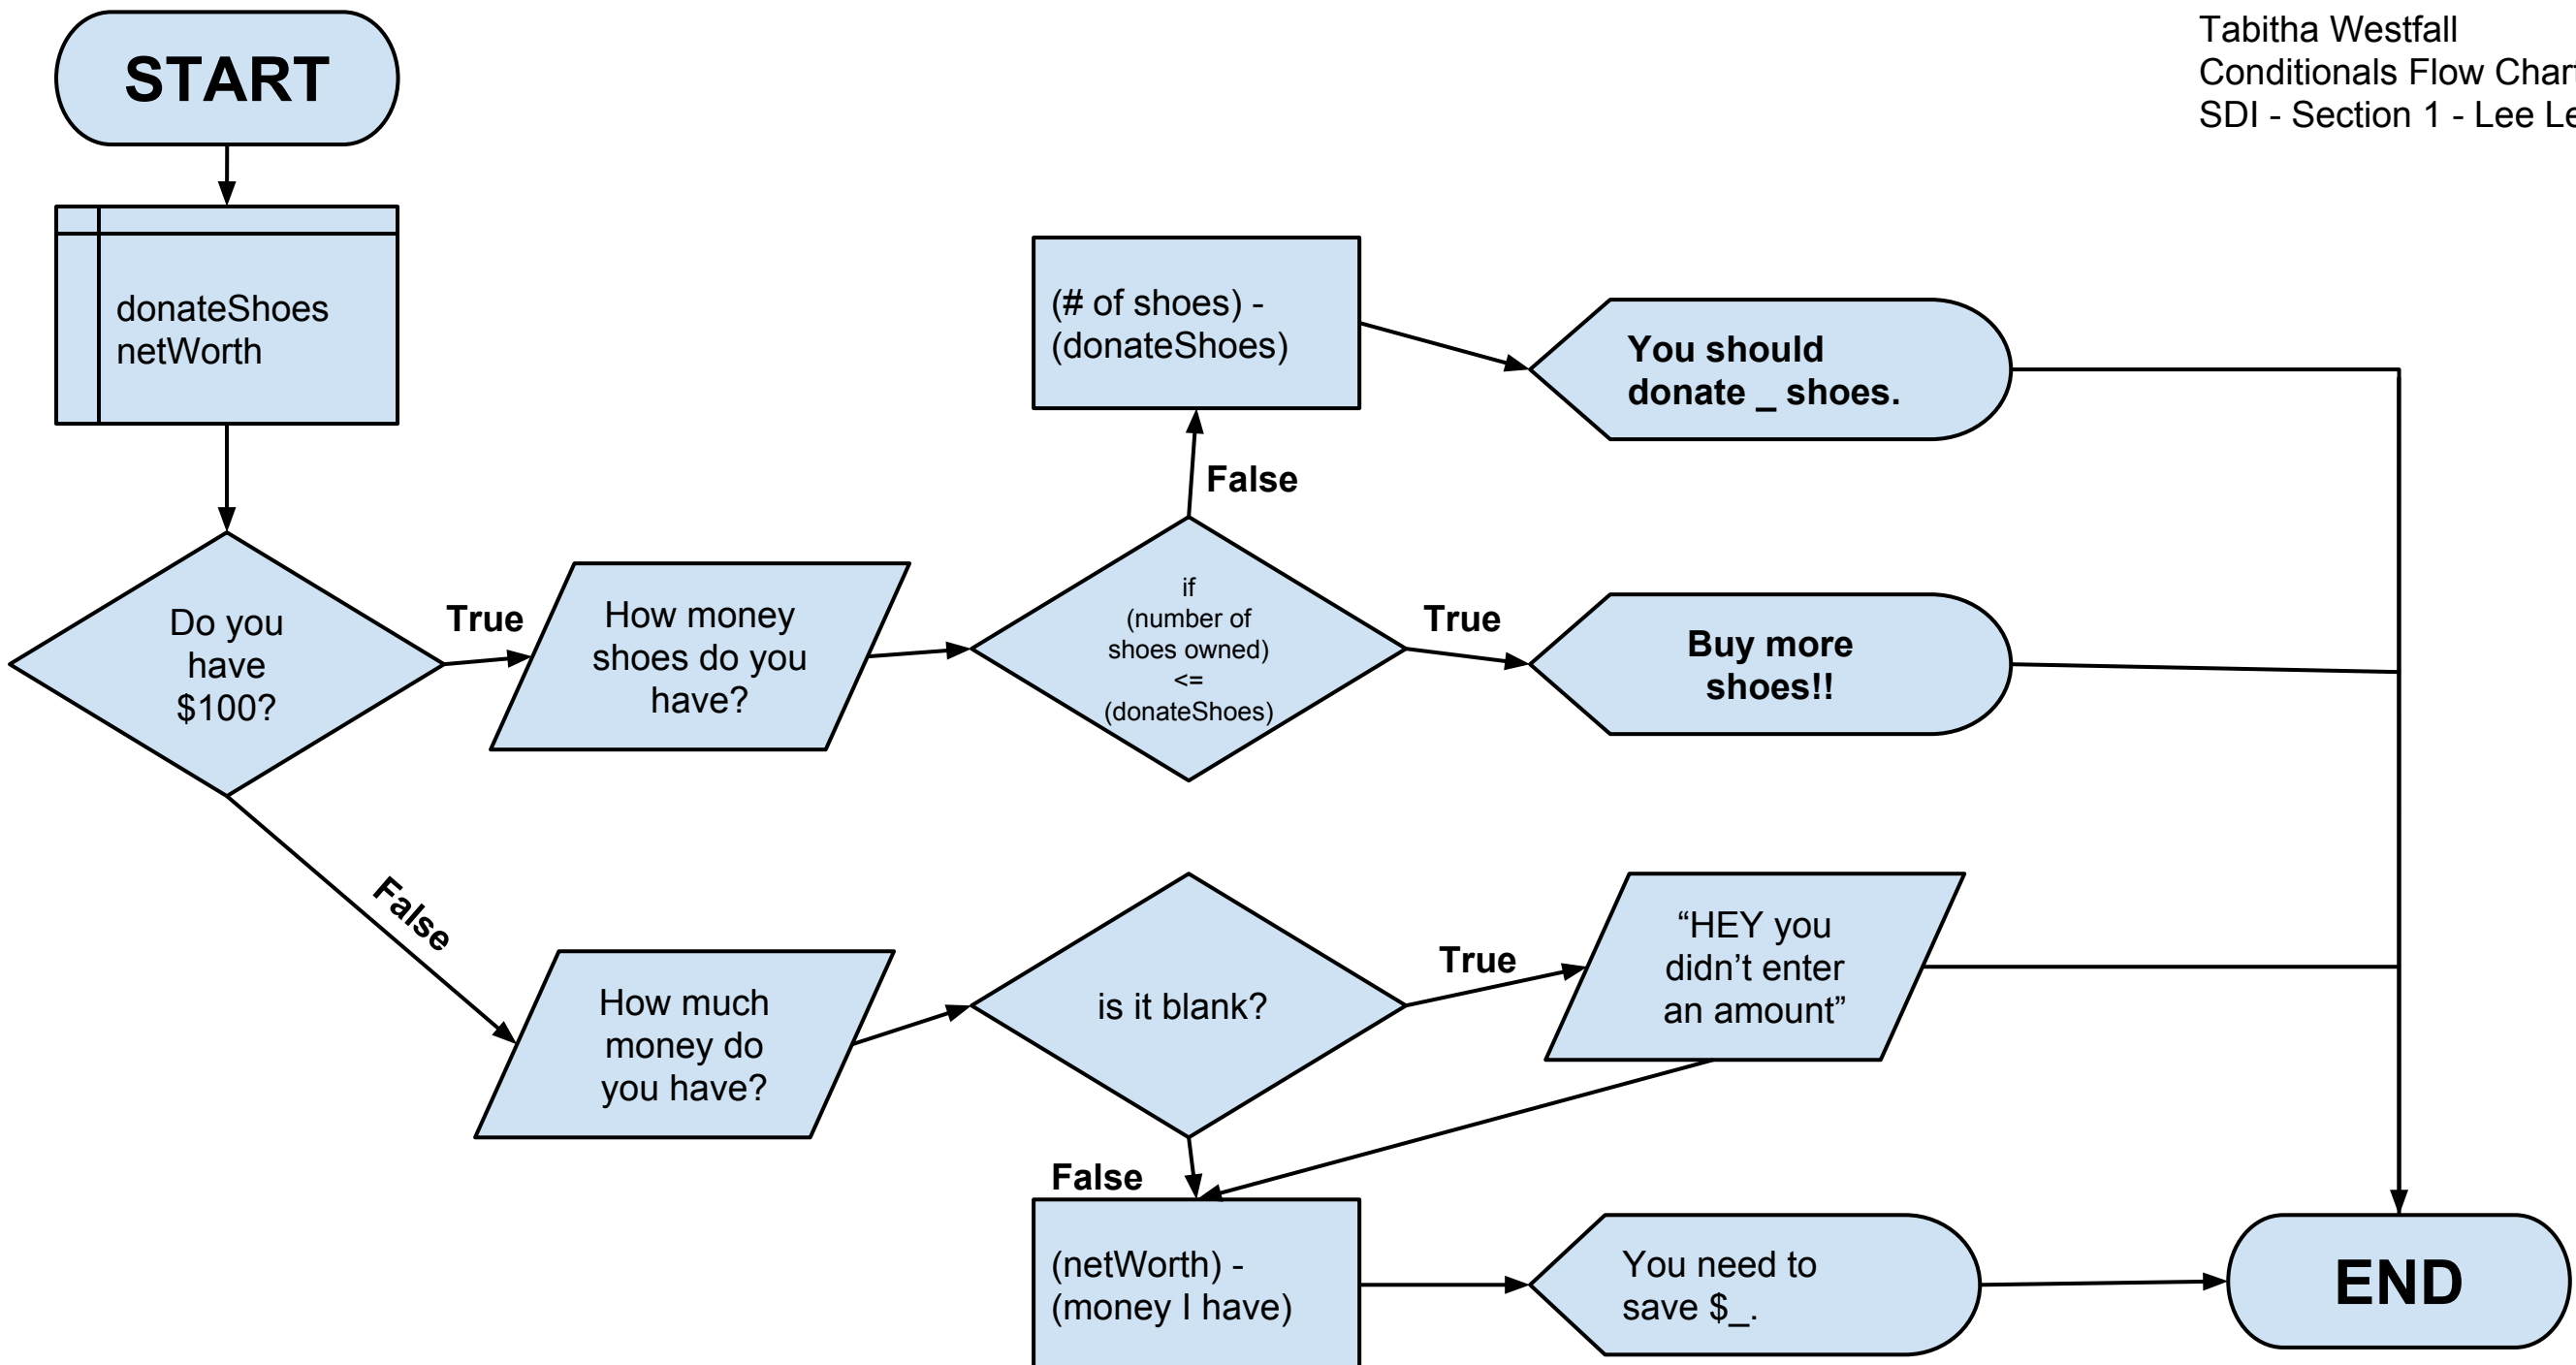 Tabitha Westfall
Conditionals Flow Chart
SDI - Section 1 - Lee
START
donateShoes
netWorth
(# of shoes) -
(donateShoes)
You should
donate _ shoes.
False
Do you
have
$100?
True
How money
shoes do you
have?
if
(number of
shoes owned)
<=
(donateShoes)
True
Buy more
shoes!!
False
How much
money do
you have?
is it blank?
True
“HEY you
didn’t enter
an amount”
False
(netWorth) -
(money I have)
You need to
save $_.
END